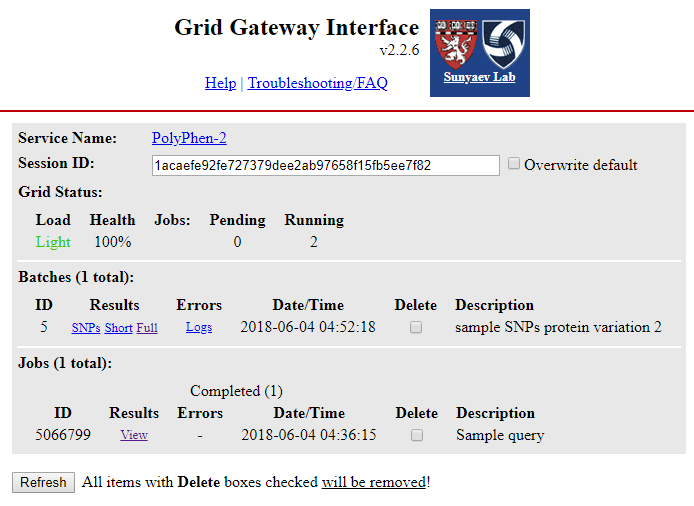 Grid Gateway Interface
v2.2.6
Help | Troubleshooting/FAQ
Sunyaev Lab
Service Name: PolyPhen-2
Session ID: 1acaefe92fe727379dee2ab97658f15fb5ee7f82 Overwrite default
Grid Status:
Load Health Jobs: Pending Running
Light 100% 0 2
Batches (1 total):
ID Results Errors Date/Time Delete Description
5 SNPs Short Full Logs 2018-06-04 04:52:18 sample SNPs protein variation 2
Jobs (1 total):
Completed (1)
ID Results Errors Date/Time Delete Description
5066799 View - 2018-06-04 04:36:15 Sample query
Refresh All items with Delete boxes checked will be removed!